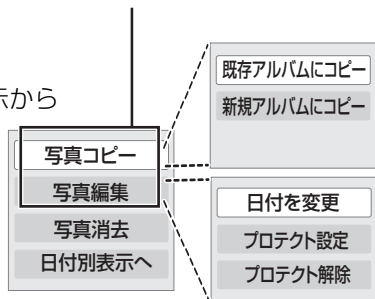 示から
写真コピー
写真編集
写真消去
日付別表示へ
既存アルバムにコピー
新規アルバムにコピー
日付を変更
プロテクト設定
プロテクト解除